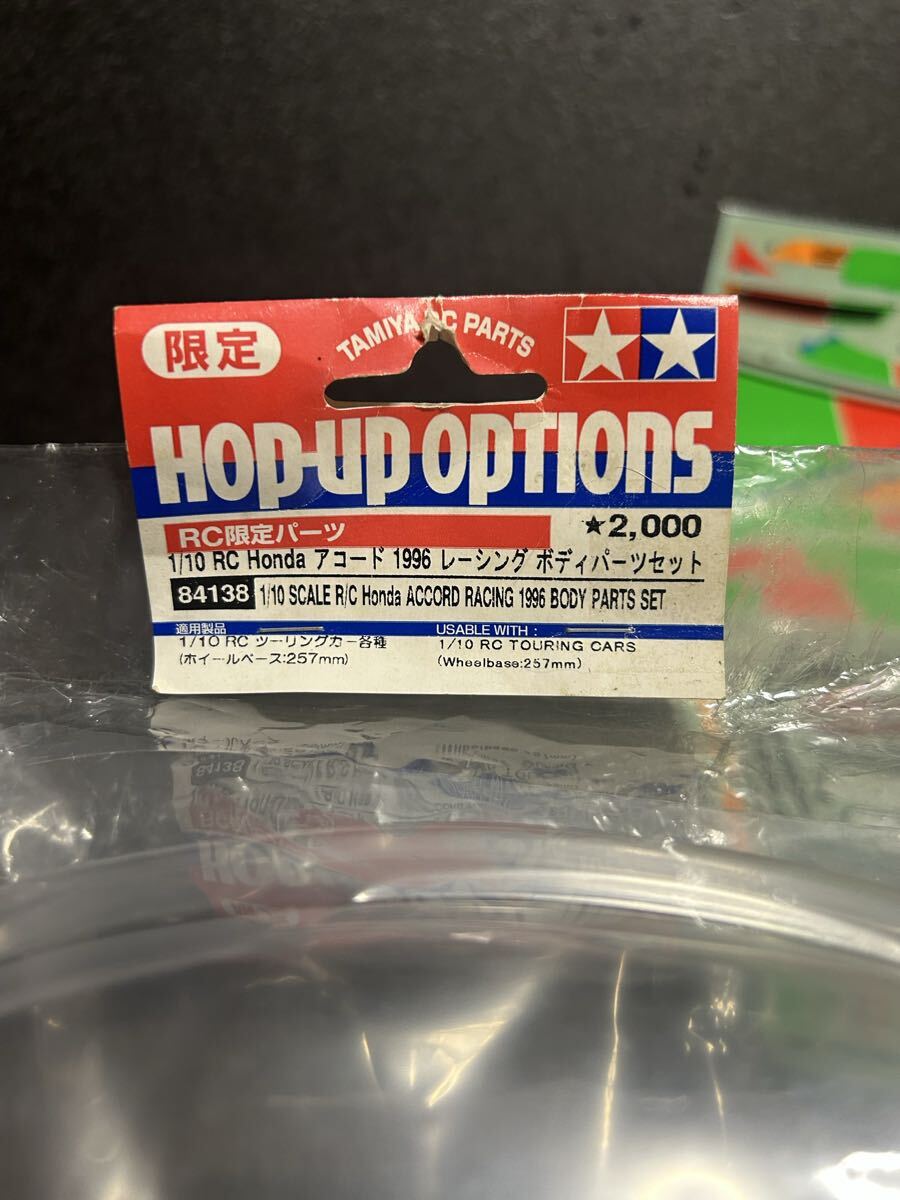 限定
TAMIYA RC PARTS
HOP-UP OPTIONS
RC限定パーツ
★2,000
1/10 RC Honda アコード 1996 レーシング ボディパーツセット
84138 1/10 SCALE R/C Honda ACCORD RACING 1996 BODY PARTS SET
適用製品
1/10 RC ツーリングカー各種
(ホイールベース:257mm)
USABLE WITH :
1/10 RC TOURING CARS
(Wheelbase:257mm)
84138